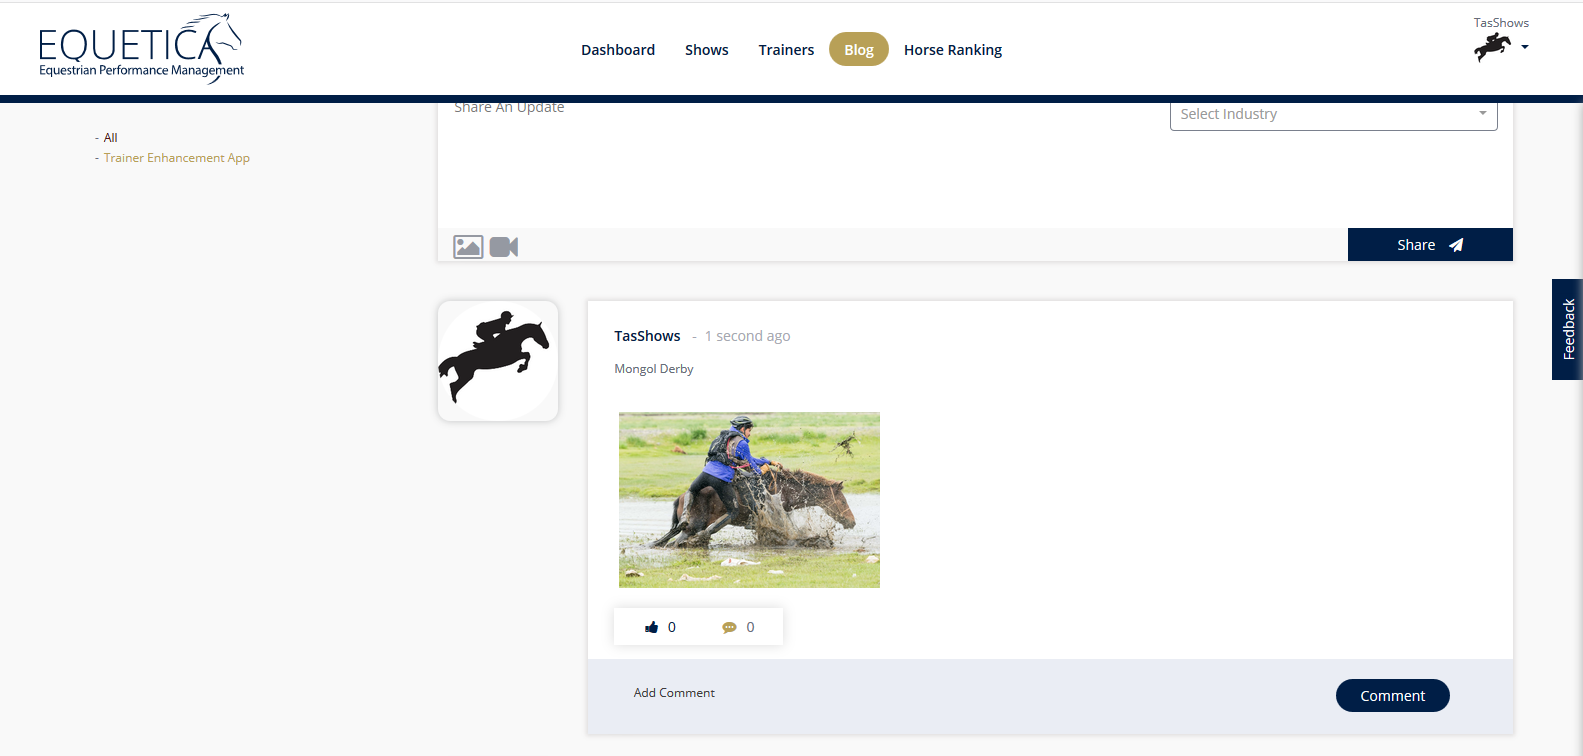 EQUETICA
Equestrian Performance Management
Dashboard
Shows
Trainers
Blog
Horse Ranking
TasShows
- All
- Trainer Enhancement App
Share An Update
Select Industry
Share
Feedback
TasShows - 1 second ago
Mongol Derby
0
0
Add Comment
Comment